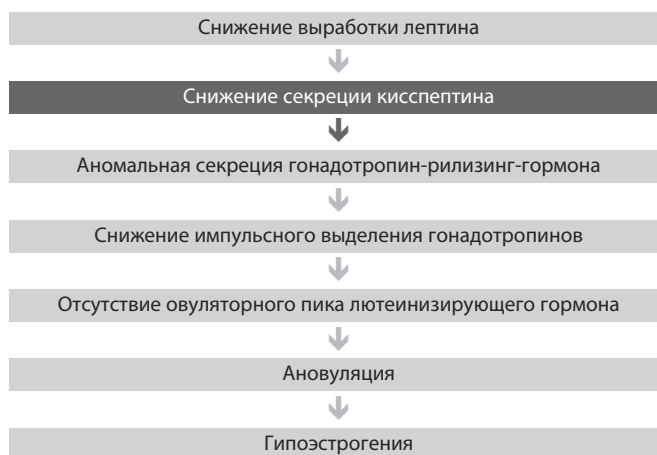 Снижение выработки лептина
Снижение секреции кисспептина
Аномальная секреция гонадотропин-рилизинг-гормона
Снижение импульсного выделения гонадотропинов
Отсутствие овуляторного пика лютеинизирующего гормона
Ановуляция
Гипоэстрогения